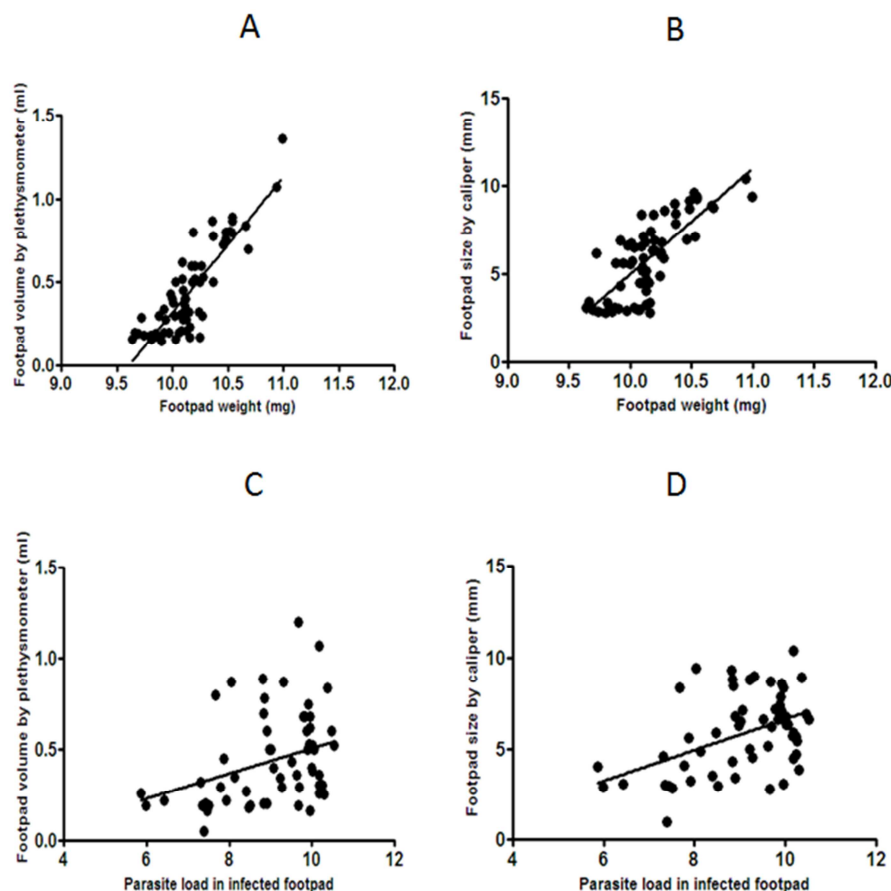 A
B
Footpad volume by plethysmometer (ml)
1.5
1.0
0.5
0.0
9.0 9.5 10.0 10.5 11.0 11.5 12.0
Footpad weight (mg)
Footpad size by caliper (mm)
15
10
5
0
9.0 9.5 10.0 10.5 11.0 11.5 12.0
Footpad weight (mg)
C
D
Footpad volume by plethysmometer (ml)
1.5
1.0
0.5
0.0
4 6 8 10 12
Parasite load in infected footpad
Footpad size by caliper (mm)
15
10
5
0
4 6 8 10 12
Parasite load in infected footpad